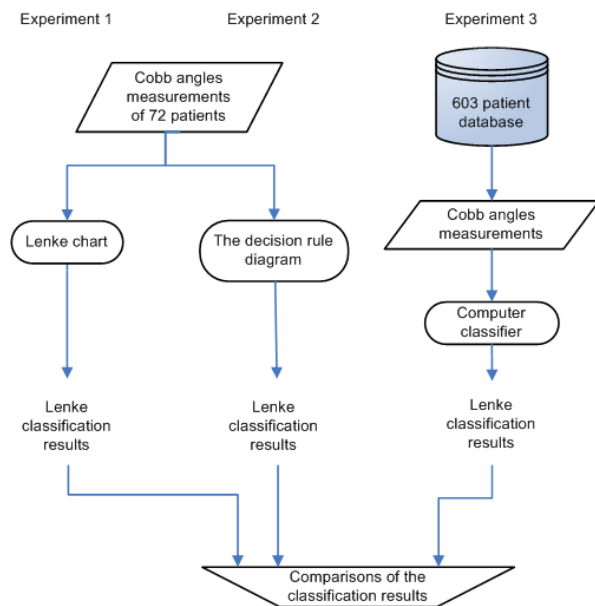 Experiment 1
Experiment 2
Experiment 3
Cobb angles
measurements
of 72 patients
603 patient
database
Lenke chart
The decision rule
diagram
Cobb angles
measurements
Computer
classifier
Lenke
classification
results
Lenke
classification
results
Lenke
classification
results
Comparisons of the
classification results